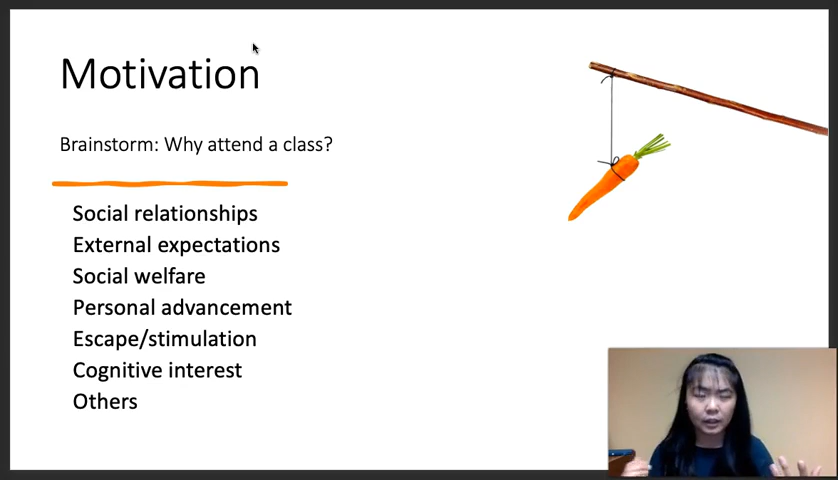 Motivation
Brainstorm: Why attend a class?
Social relationships
External expectations
Social welfare
Personal advancement
Escape/stimulation
Cognitive interest
Others